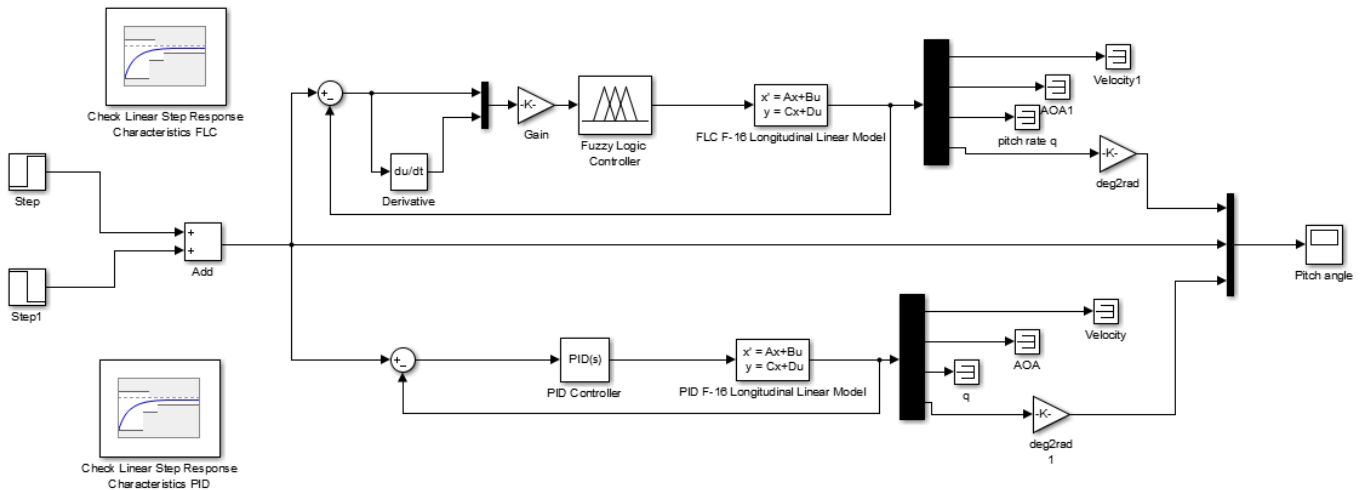 Check Linear Step Response
Characteristics FLC
Step
Step1
+
+
Add
+
-
du/dt
Derivative
-K-
Gain
Fuzzy Logic
Controller
x' = Ax+Bu
y = Cx+Du
FLC F-16 Longitudinal Linear Model
Velocity1
AOA1
pitch rate q
-K-
deg2rad
Pitch angle
+
-
PID(s)
PID Controller
x' = Ax+Bu
y = Cx+Du
PID F-16 Longitudinal Linear Model
Velocity
AOA
q
-K-
deg2rad
1
Check Linear Step Response
Characteristics PID